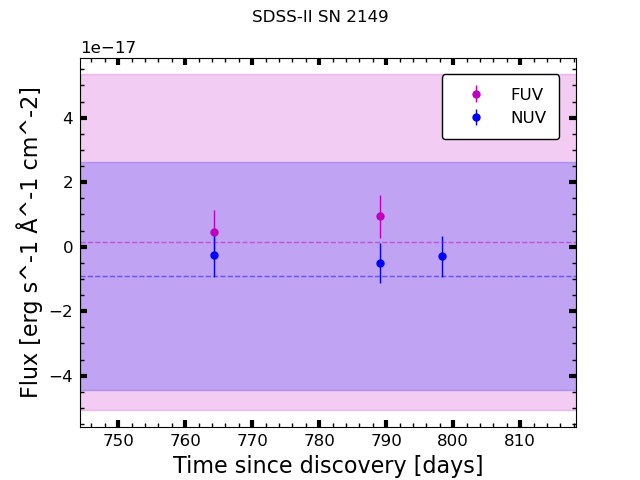 SDSS-II SN 2149
1e−17
FUV
NUV
4
2
0
−2
−4
Flux [erg s^-1 Å^-1 cm^-2]
750 760 770 780 790 800 810
Time since discovery [days]